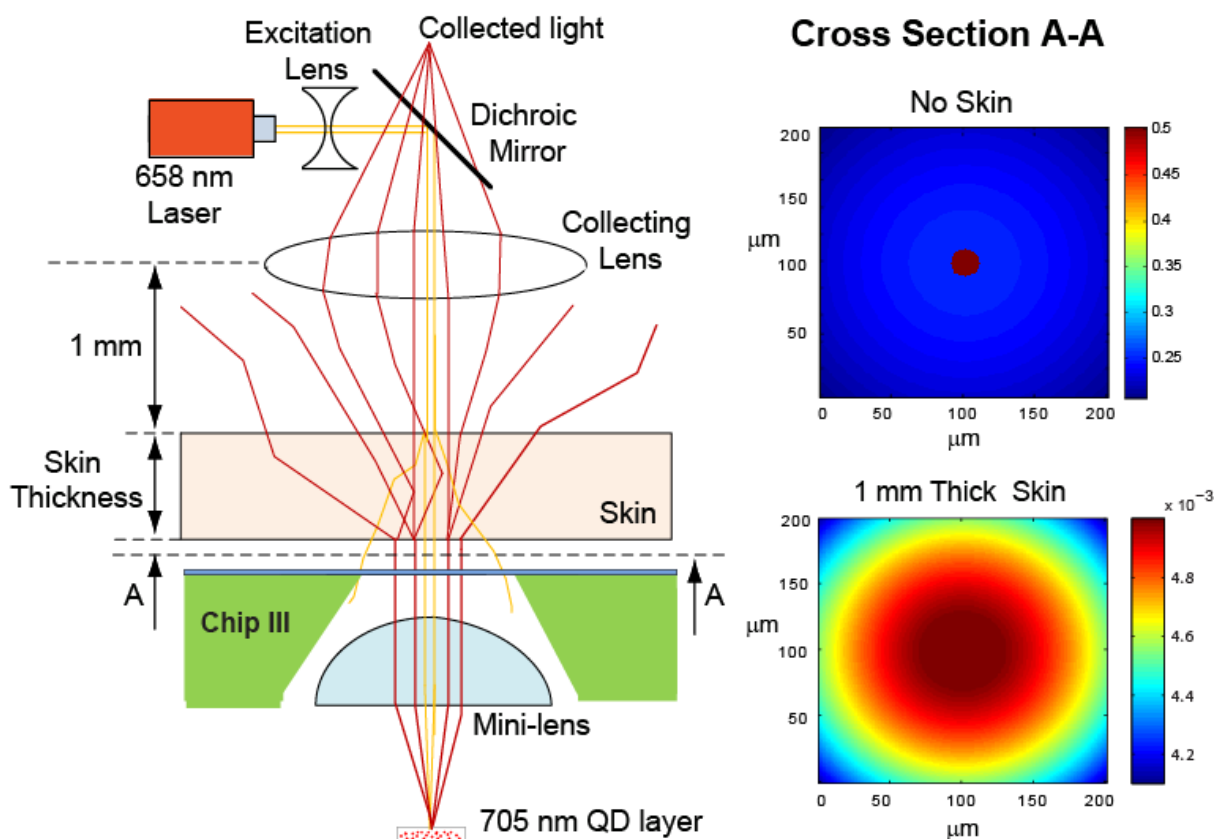 Collected light
Excitation
Lens
Dichroic
Mirror
658 nm
Laser
Collecting
Lens
1 mm
Skin
Thickness
Skin
A
A
Chip III
Mini-lens
705 nm QD layer
Cross Section A-A
No Skin
200
150
μm
100
50
0 50 100 150 200
μm
0.5
0.45
0.4
0.35
0.3
0.25
1 mm Thick Skin
x 10⁻³
200
150
μm
100
50
0 50 100 150 200
μm
4.8
4.6
4.4
4.2